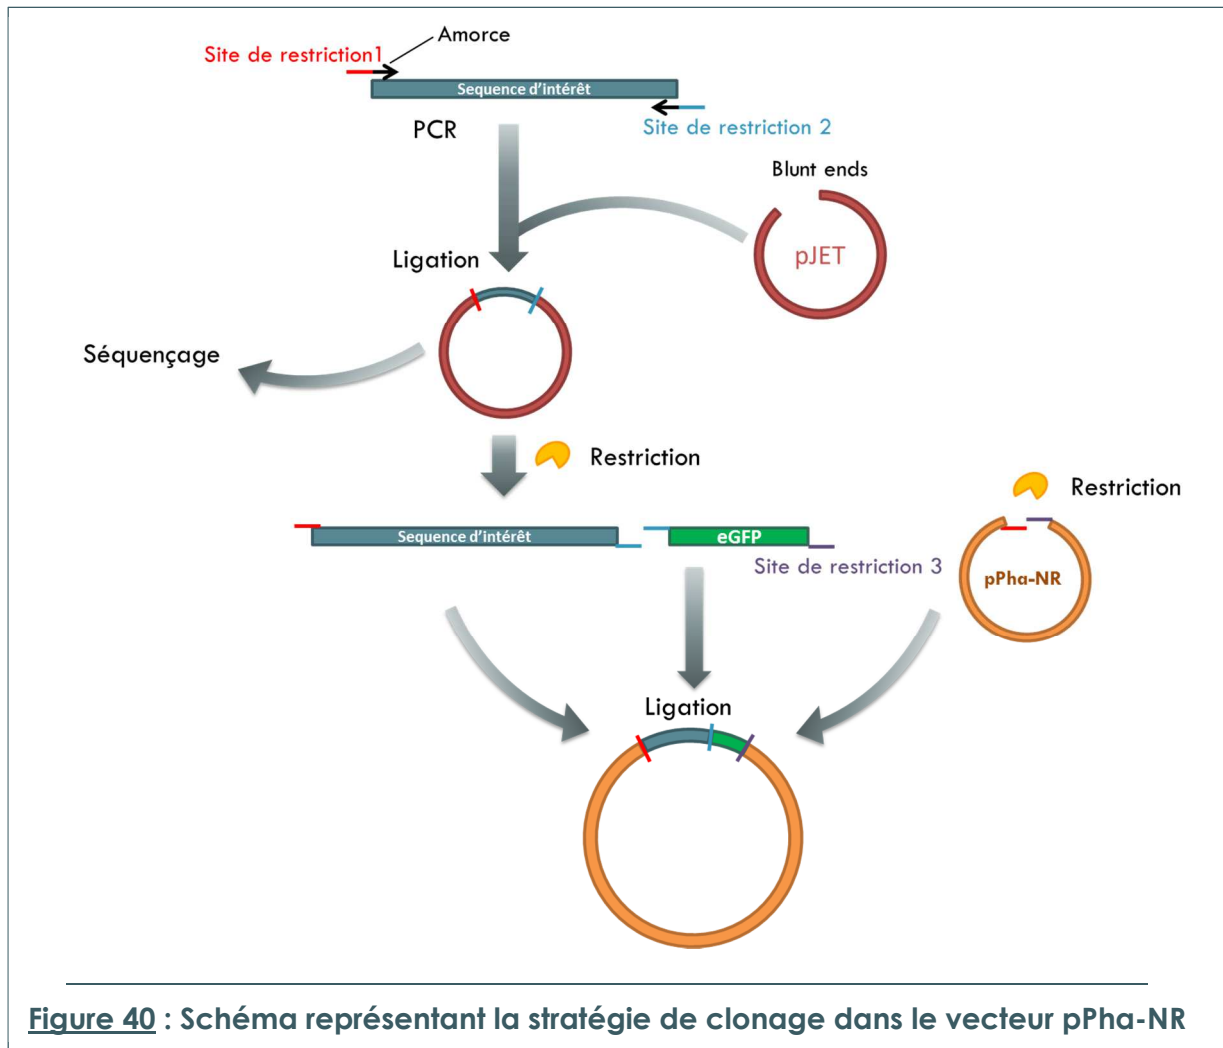 Amorce
Site de restriction1
Sequence d'intérêt
PCR
Site de restriction 2
Blunt ends
pJET
Ligation
Séquençage
Restriction
Restriction
Sequence d'intérêt
eGFP
Site de restriction 3
pPha-NR
Ligation
Figure 40 : Schéma représentant la stratégie de clonage dans le vecteur pPha-NR